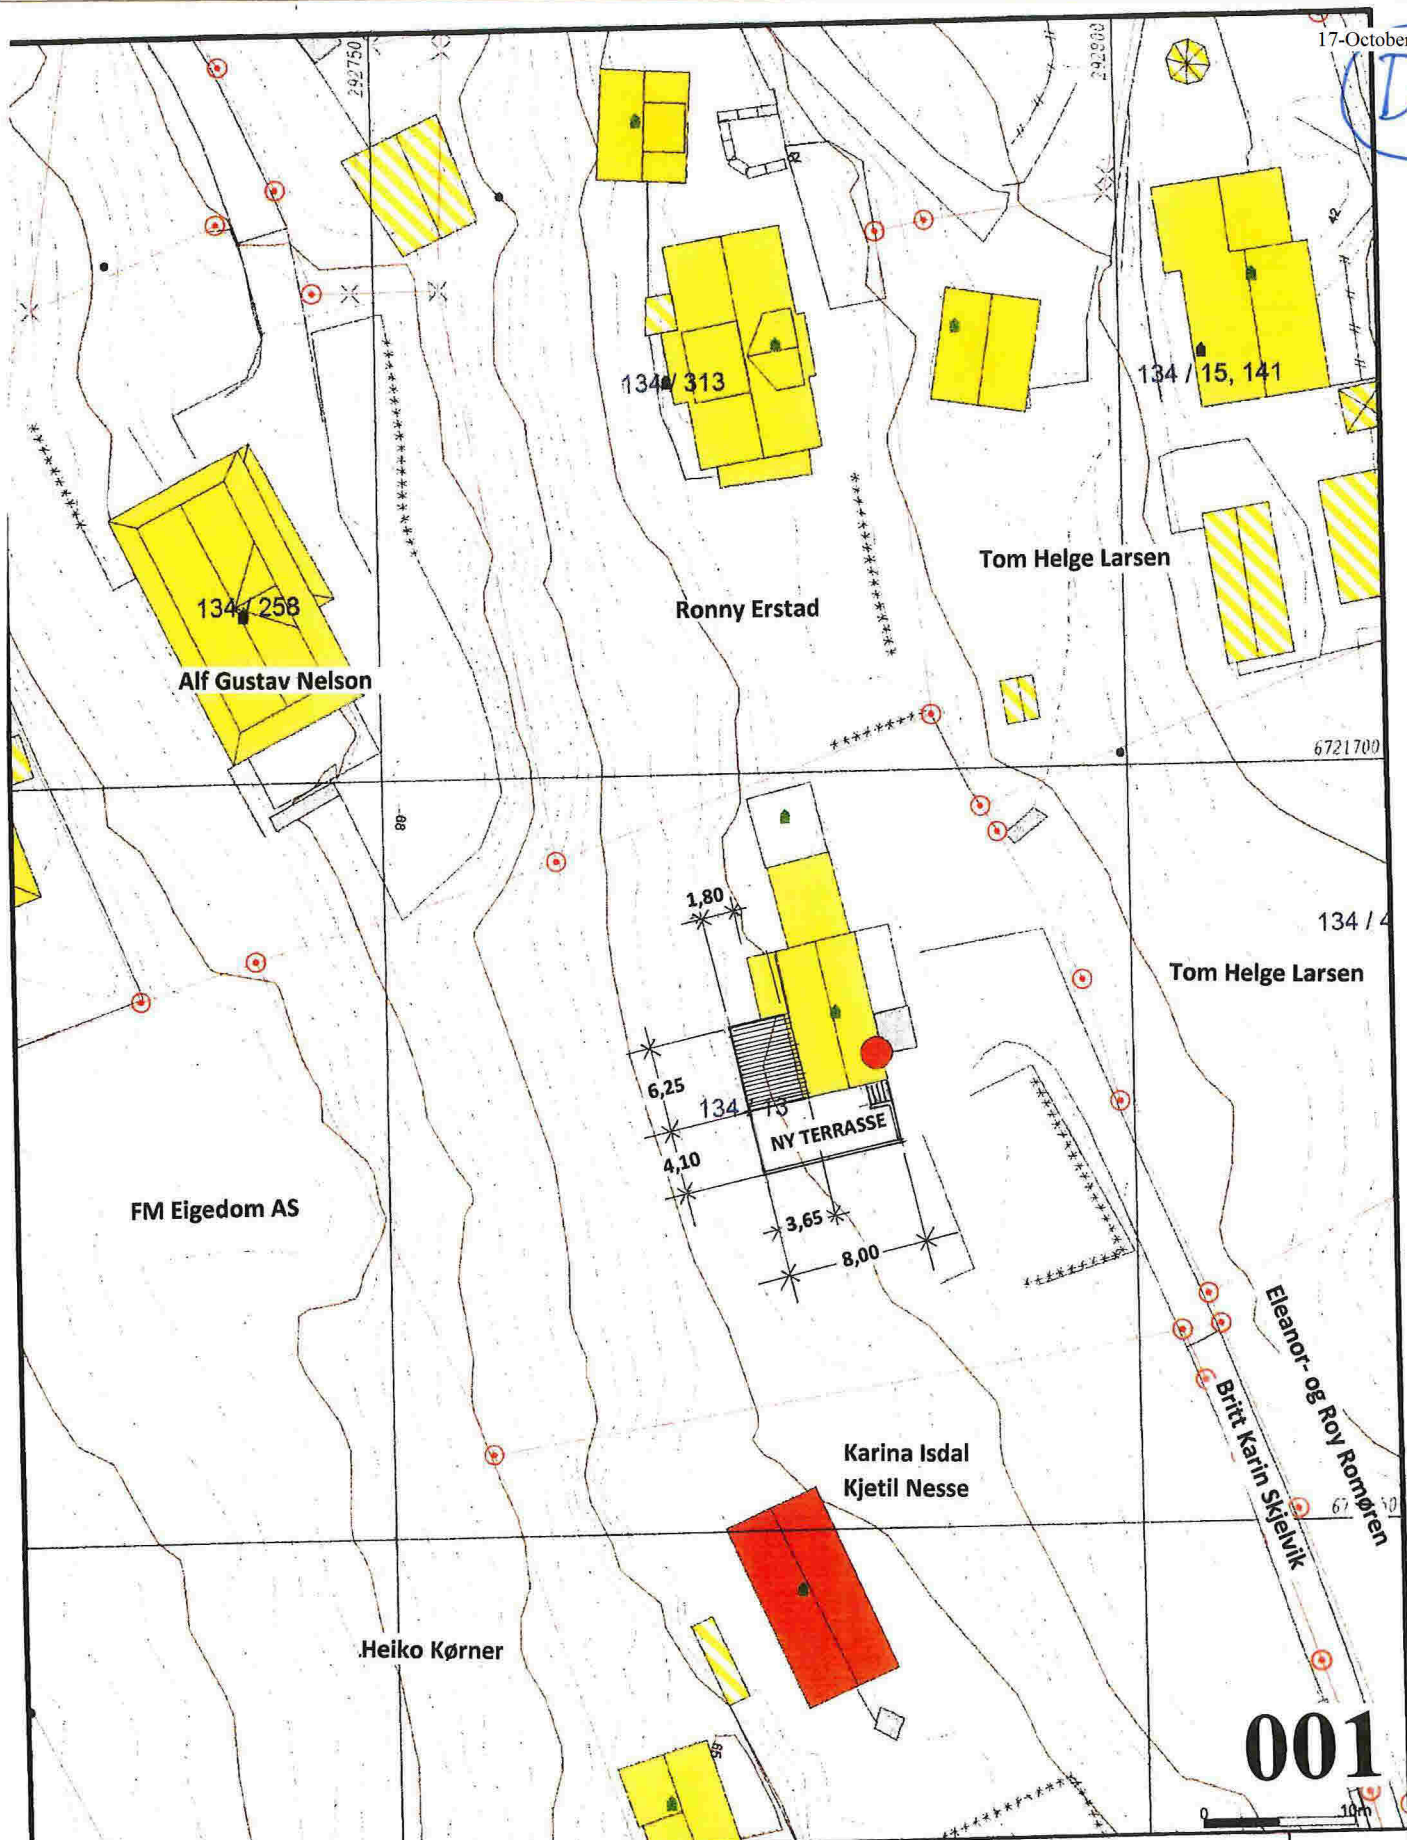 17-October
D
292750
292800
134 / 313
134 / 15, 141
42
Tom Helge Larsen
Ronny Erstad
134 / 258
Alf Gustav Nelson
6721700
1,80
134 / 4
Tom Helge Larsen
6,25
NY TERRASSE
4,10
FM Eigedom AS
3,65
8,00
Eleanor- og Roy Romøren
Britt Karin Skjelvik
Karina Isdal
Kjetil Nesse
Heiko Kørner
001
0 10m